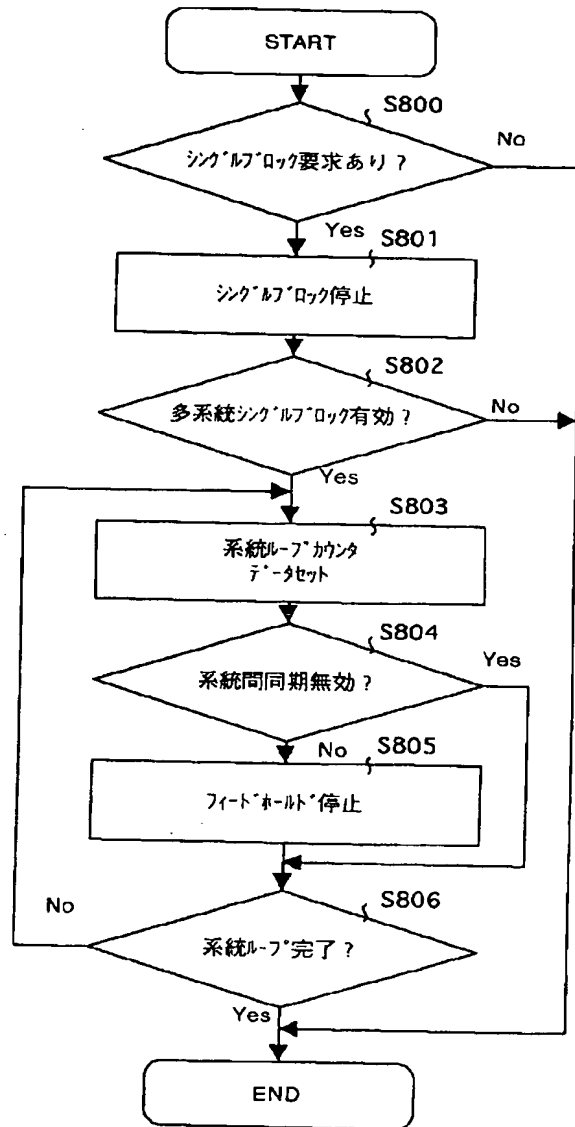 START
S800
シングルブロック要求あり？
No
Yes
S801
シングルブロック停止
S802
多系統シングルブロック有効？
No
Yes
S803
系統ループカウンタ
データセット
S804
系統間同期無効？
Yes
No
S805
フィードホールド停止
S806
No
系統ループ完了？
Yes
END